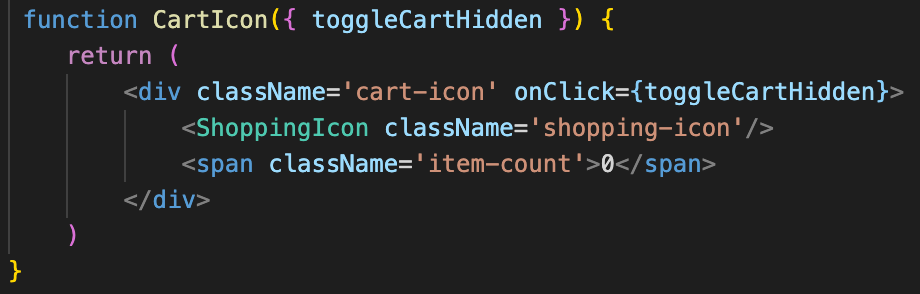 function CartIcon({ toggleCartHidden }) {
return (
<div className='cart-icon' onClick={toggleCartHidden}>
<ShoppingIcon className='shopping-icon'/>
<span className='item-count'>0</span>
</div>
)
}